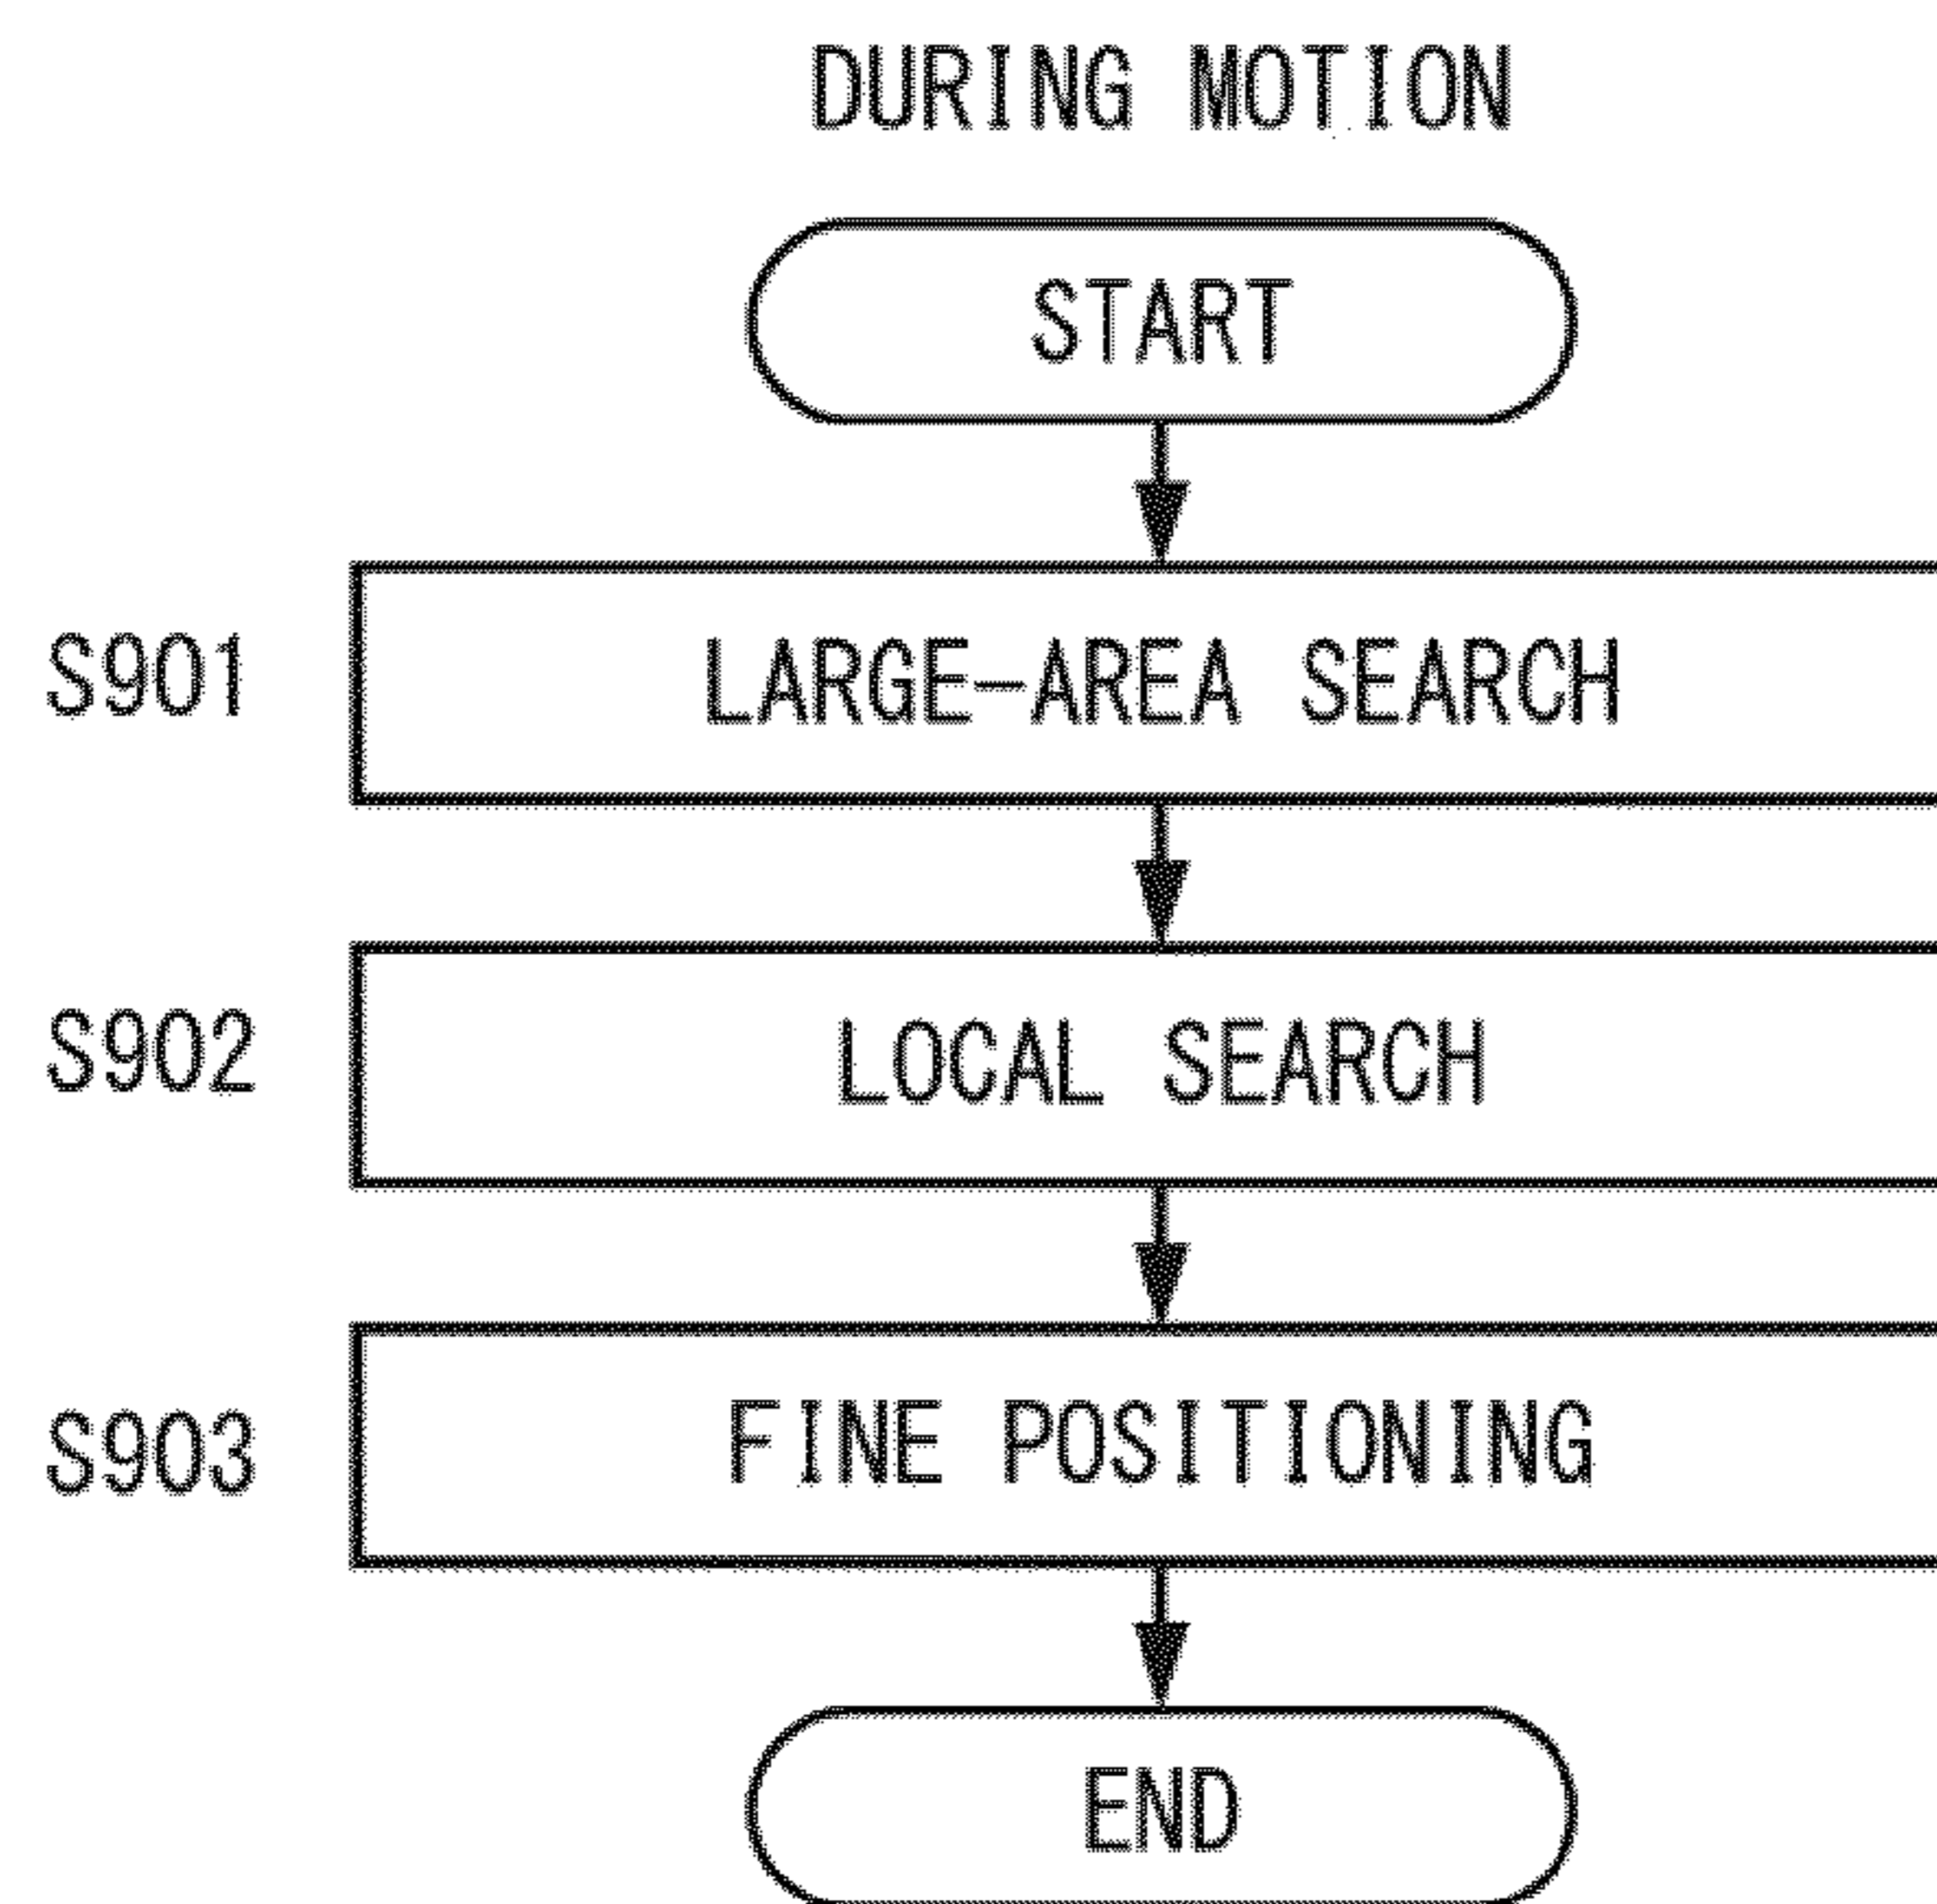 DURING MOTION
START
S901 LARGE-AREA SEARCH
S902 LOCAL SEARCH
S903 FINE POSITIONING
END